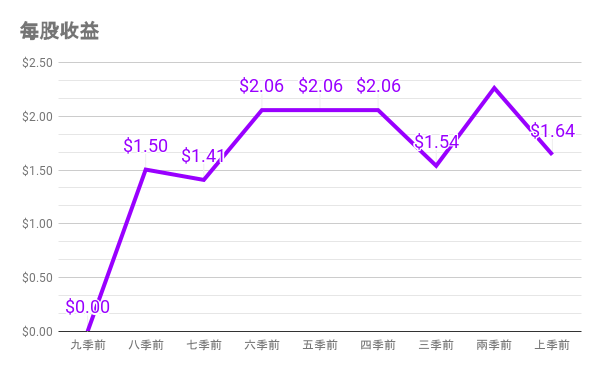 每股收益
$2.50
$2.00
$1.50
$1.00
$0.50
$0.00
$0.00
$1.50
$1.41
$2.06
$2.06
$2.06
$1.54
$1.64
九季前
八季前
七季前
六季前
五季前
四季前
三季前
兩季前
上季前